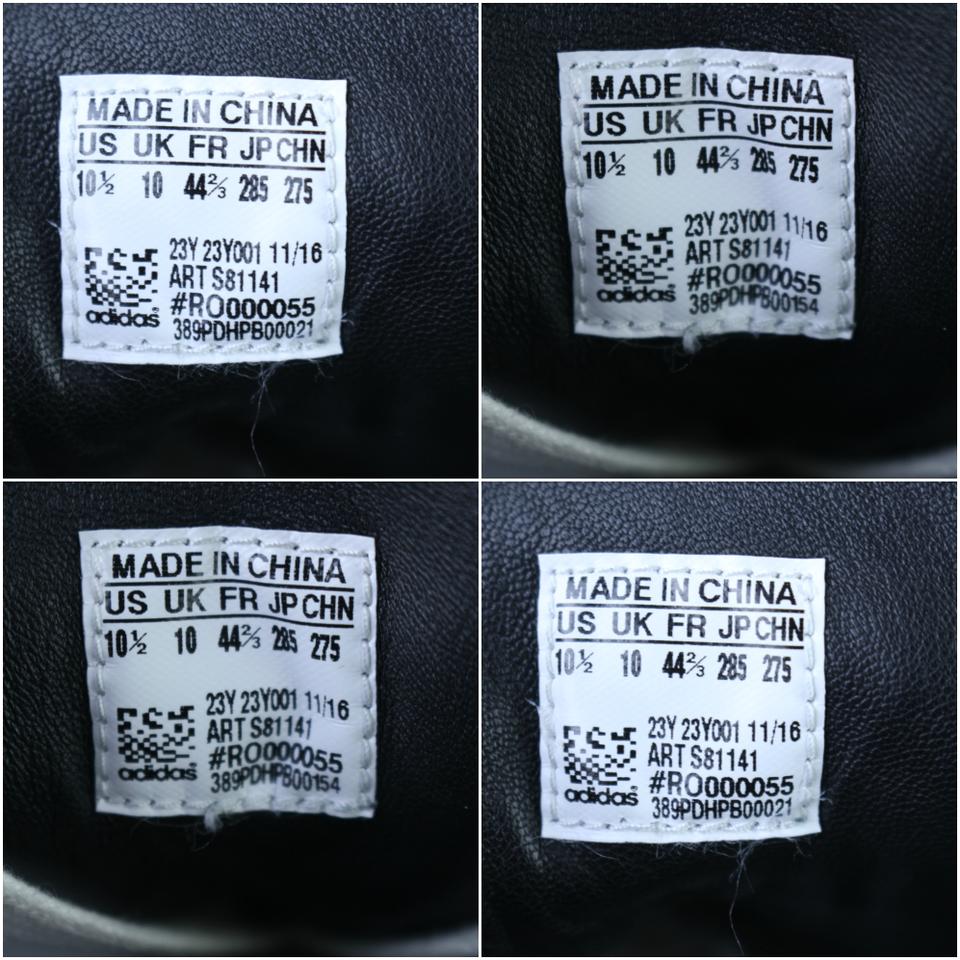 MADE IN CHINA
US UK FR JP CHN
10½ 10 44⅔ 285 275
23Y 23Y001 11/16
ART S81141
#RO000055
adidas
389PDHPB00021
MADE IN CHINA
US UK FR JP CHN
10½ 10 44⅔ 285 275
23Y 23Y001 11/16
ART S81141
#RO000055
adidas
389PDHPB00154
MADE IN CHINA
US UK FR JP CHN
10½ 10 44⅔ 285 275
23Y 23Y001 11/16
ART S81141
#RO000055
adidas
389PDHPB00154
MADE IN CHINA
US UK FR JP CHN
10½ 10 44⅔ 285 275
23Y 23Y001 11/16
ART S81141
#RO000055
adidas
389PDHPB00021